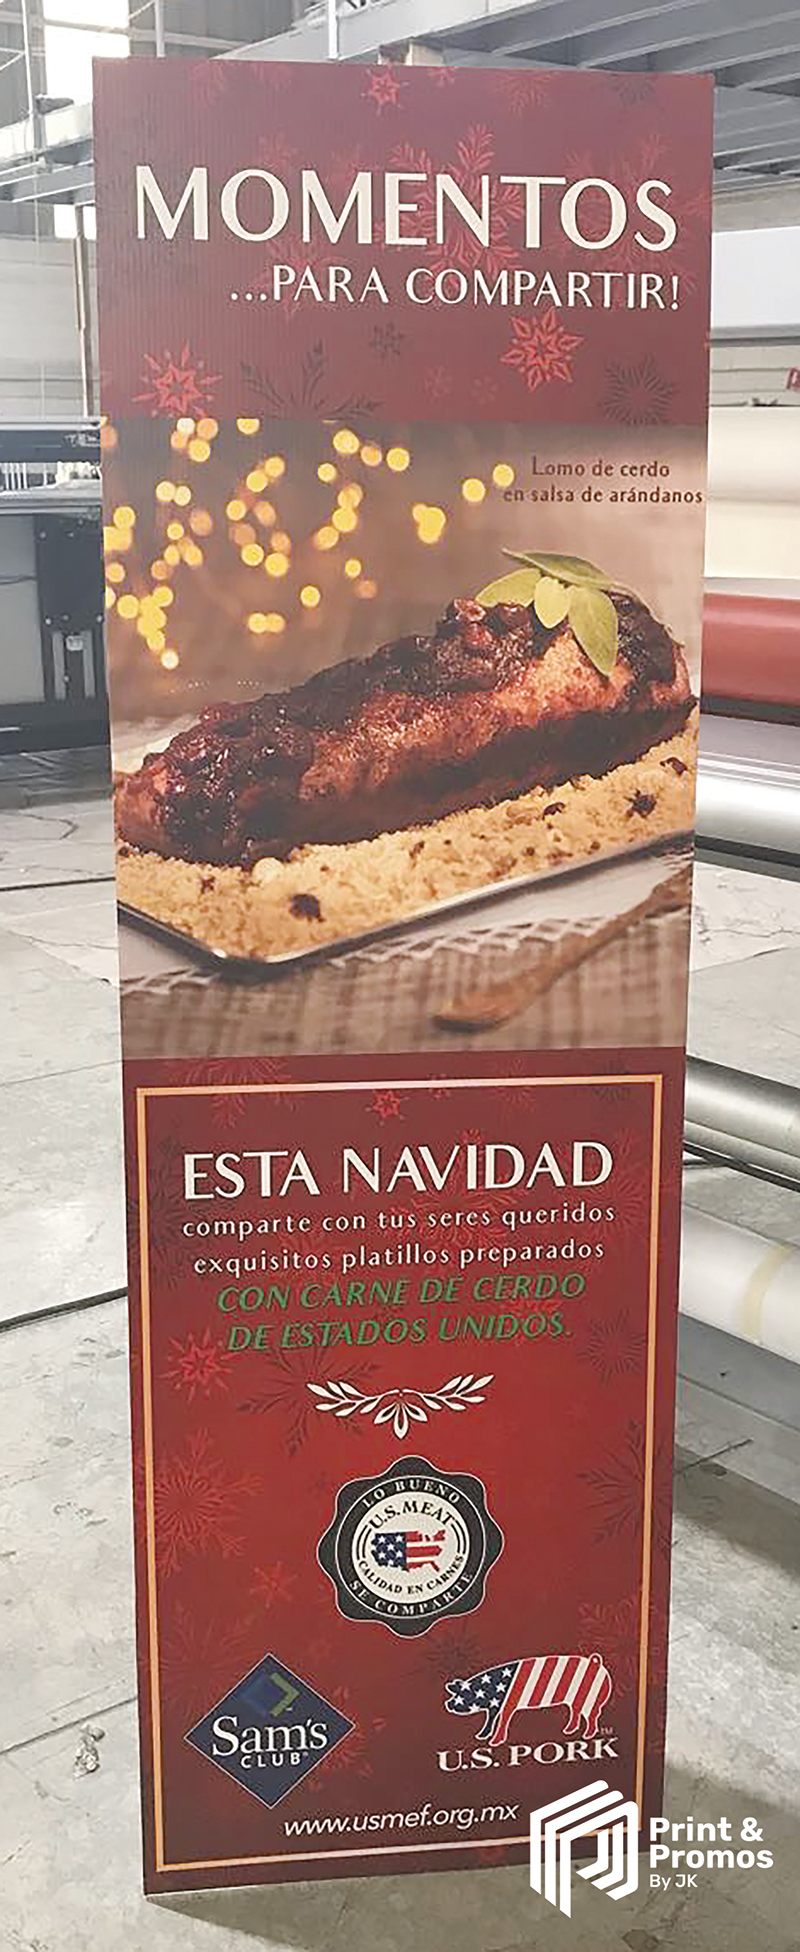 MOMENTOS
...PARA COMPARTIR!
Lomo de cerdo
en salsa de arándanos
ESTA NAVIDAD
comparte con tus seres queridos
exquisitos platillos preparados
CON CARNE DE CERDO
DE ESTADOS UNIDOS.
LO BUENO
U.S. MEAT
CALIDAD EN CARNES
SE COMPARTE
Sam's
CLUB®
U.S. PORK™
www.usmef.org.mx
Print &
Promos
By JK